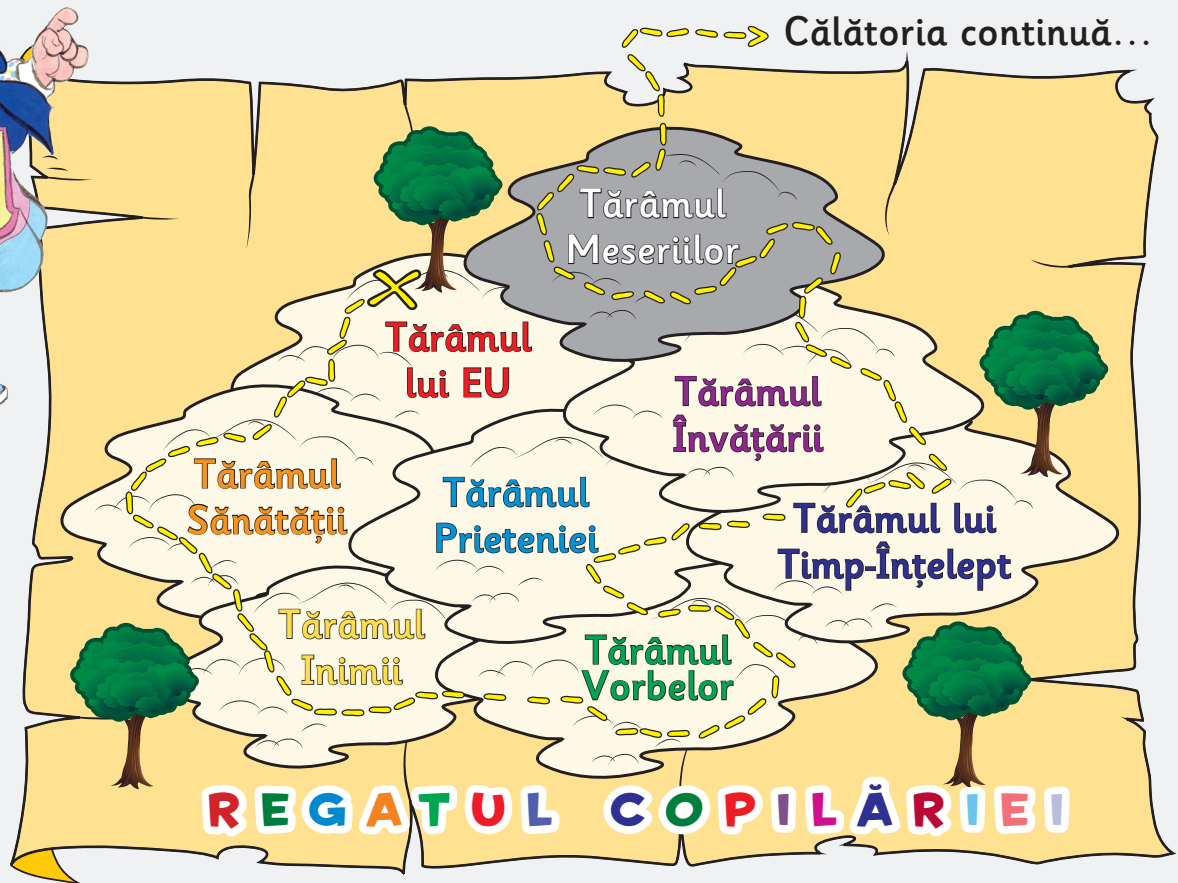 Călătoria continuă...
Tărâmul
Meseriilor
Tărâmul
lui EU
Tărâmul
Învățării
Tărâmul
Sănătății
Tărâmul
Prieteniei
Tărâmul lui
Timp-Înțelept
Tărâmul
Inimii
Tărâmul
Vorbelor
REGATUL COPILĂRIEI